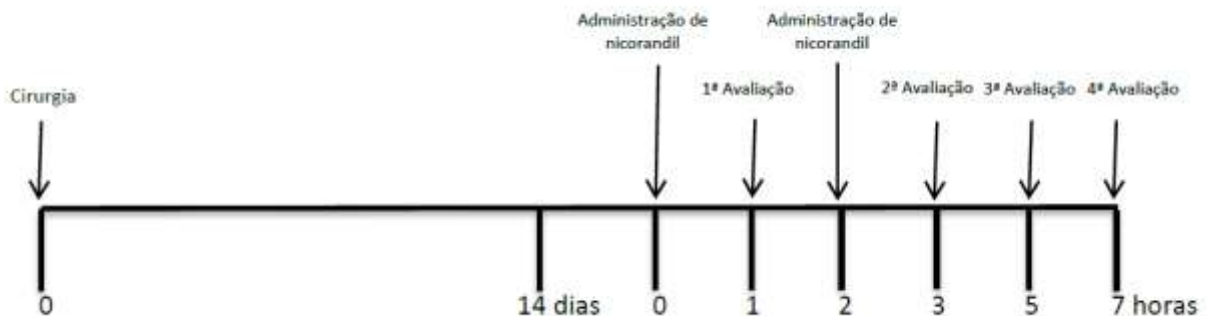 Administração de
nicorandil
Administração de
nicorandil
Cirurgia
1ª Avaliação
2ª Avaliação 3ª Avaliação 4ª Avaliação
0 14 dias 0 1 2 3 5 7 horas